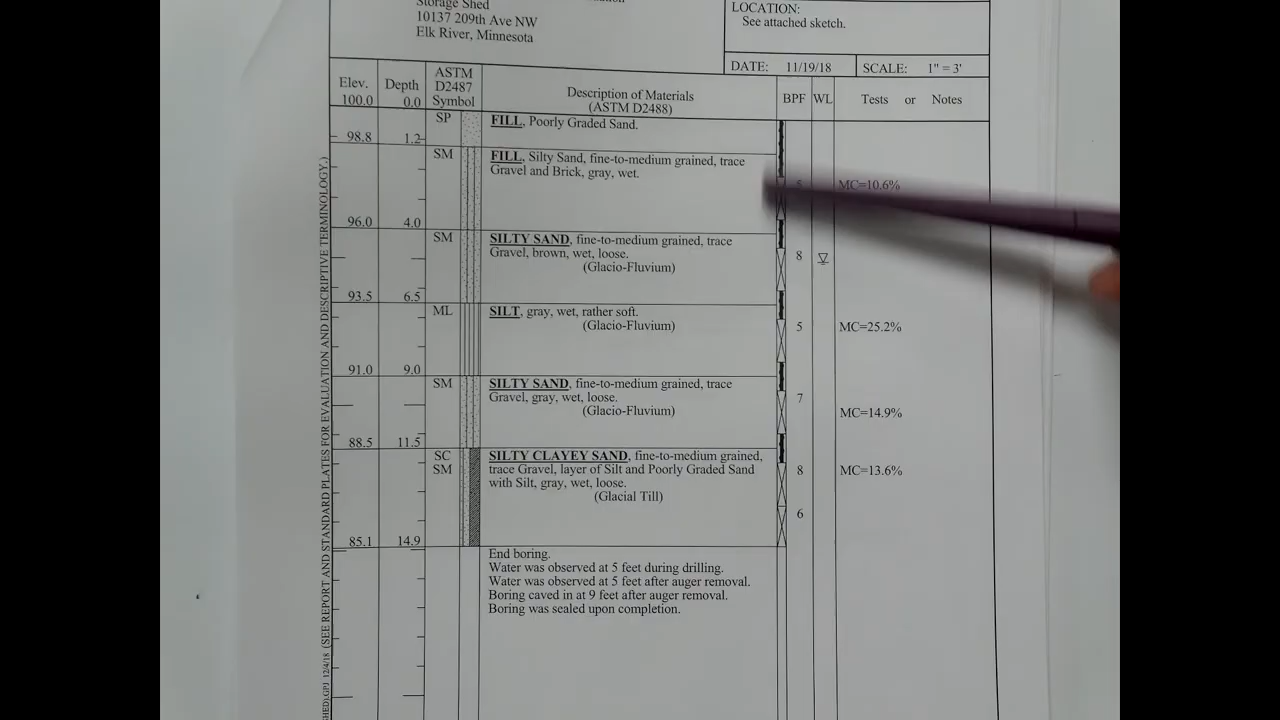 Storage Shed
10137 209th Ave NW
Elk River, Minnesota
LOCATION:
See attached sketch.
DATE: 11/19/18 SCALE: 1" = 3'
Elev. 100.0
Depth 0.0
ASTM
D2487
Symbol
Description of Materials
(ASTM D2488)
BPF WL Tests or Notes
SP FILL, Poorly Graded Sand.
98.8 1.2
SM FILL, Silty Sand, fine-to-medium grained, trace
Gravel and Brick, gray, wet.
5 MC=10.6%
96.0 4.0
SM SILTY SAND, fine-to-medium grained, trace
Gravel, brown, wet, loose. 8
(Glacio-Fluvium)
93.5 6.5
ML SILT, gray, wet, rather soft.
(Glacio-Fluvium) 5 MC=25.2%
91.0 9.0
SM SILTY SAND, fine-to-medium grained, trace
Gravel, gray, wet, loose. 7
(Glacio-Fluvium) MC=14.9%
88.5 11.5
SC SILTY CLAYEY SAND, fine-to-medium grained,
SM trace Gravel, layer of Silt and Poorly Graded Sand 8 MC=13.6%
with Silt, gray, wet, loose.
(Glacial Till)
6
85.1 14.9
End boring.
Water was observed at 5 feet during drilling.
Water was observed at 5 feet after auger removal.
Boring caved in at 9 feet after auger removal.
Boring was sealed upon completion.
.GPJ 12/4/18 (SEE REPORT AND STANDARD PLATES FOR EVALUATION AND DESCRIPTIVE TERMINOLOGY.)